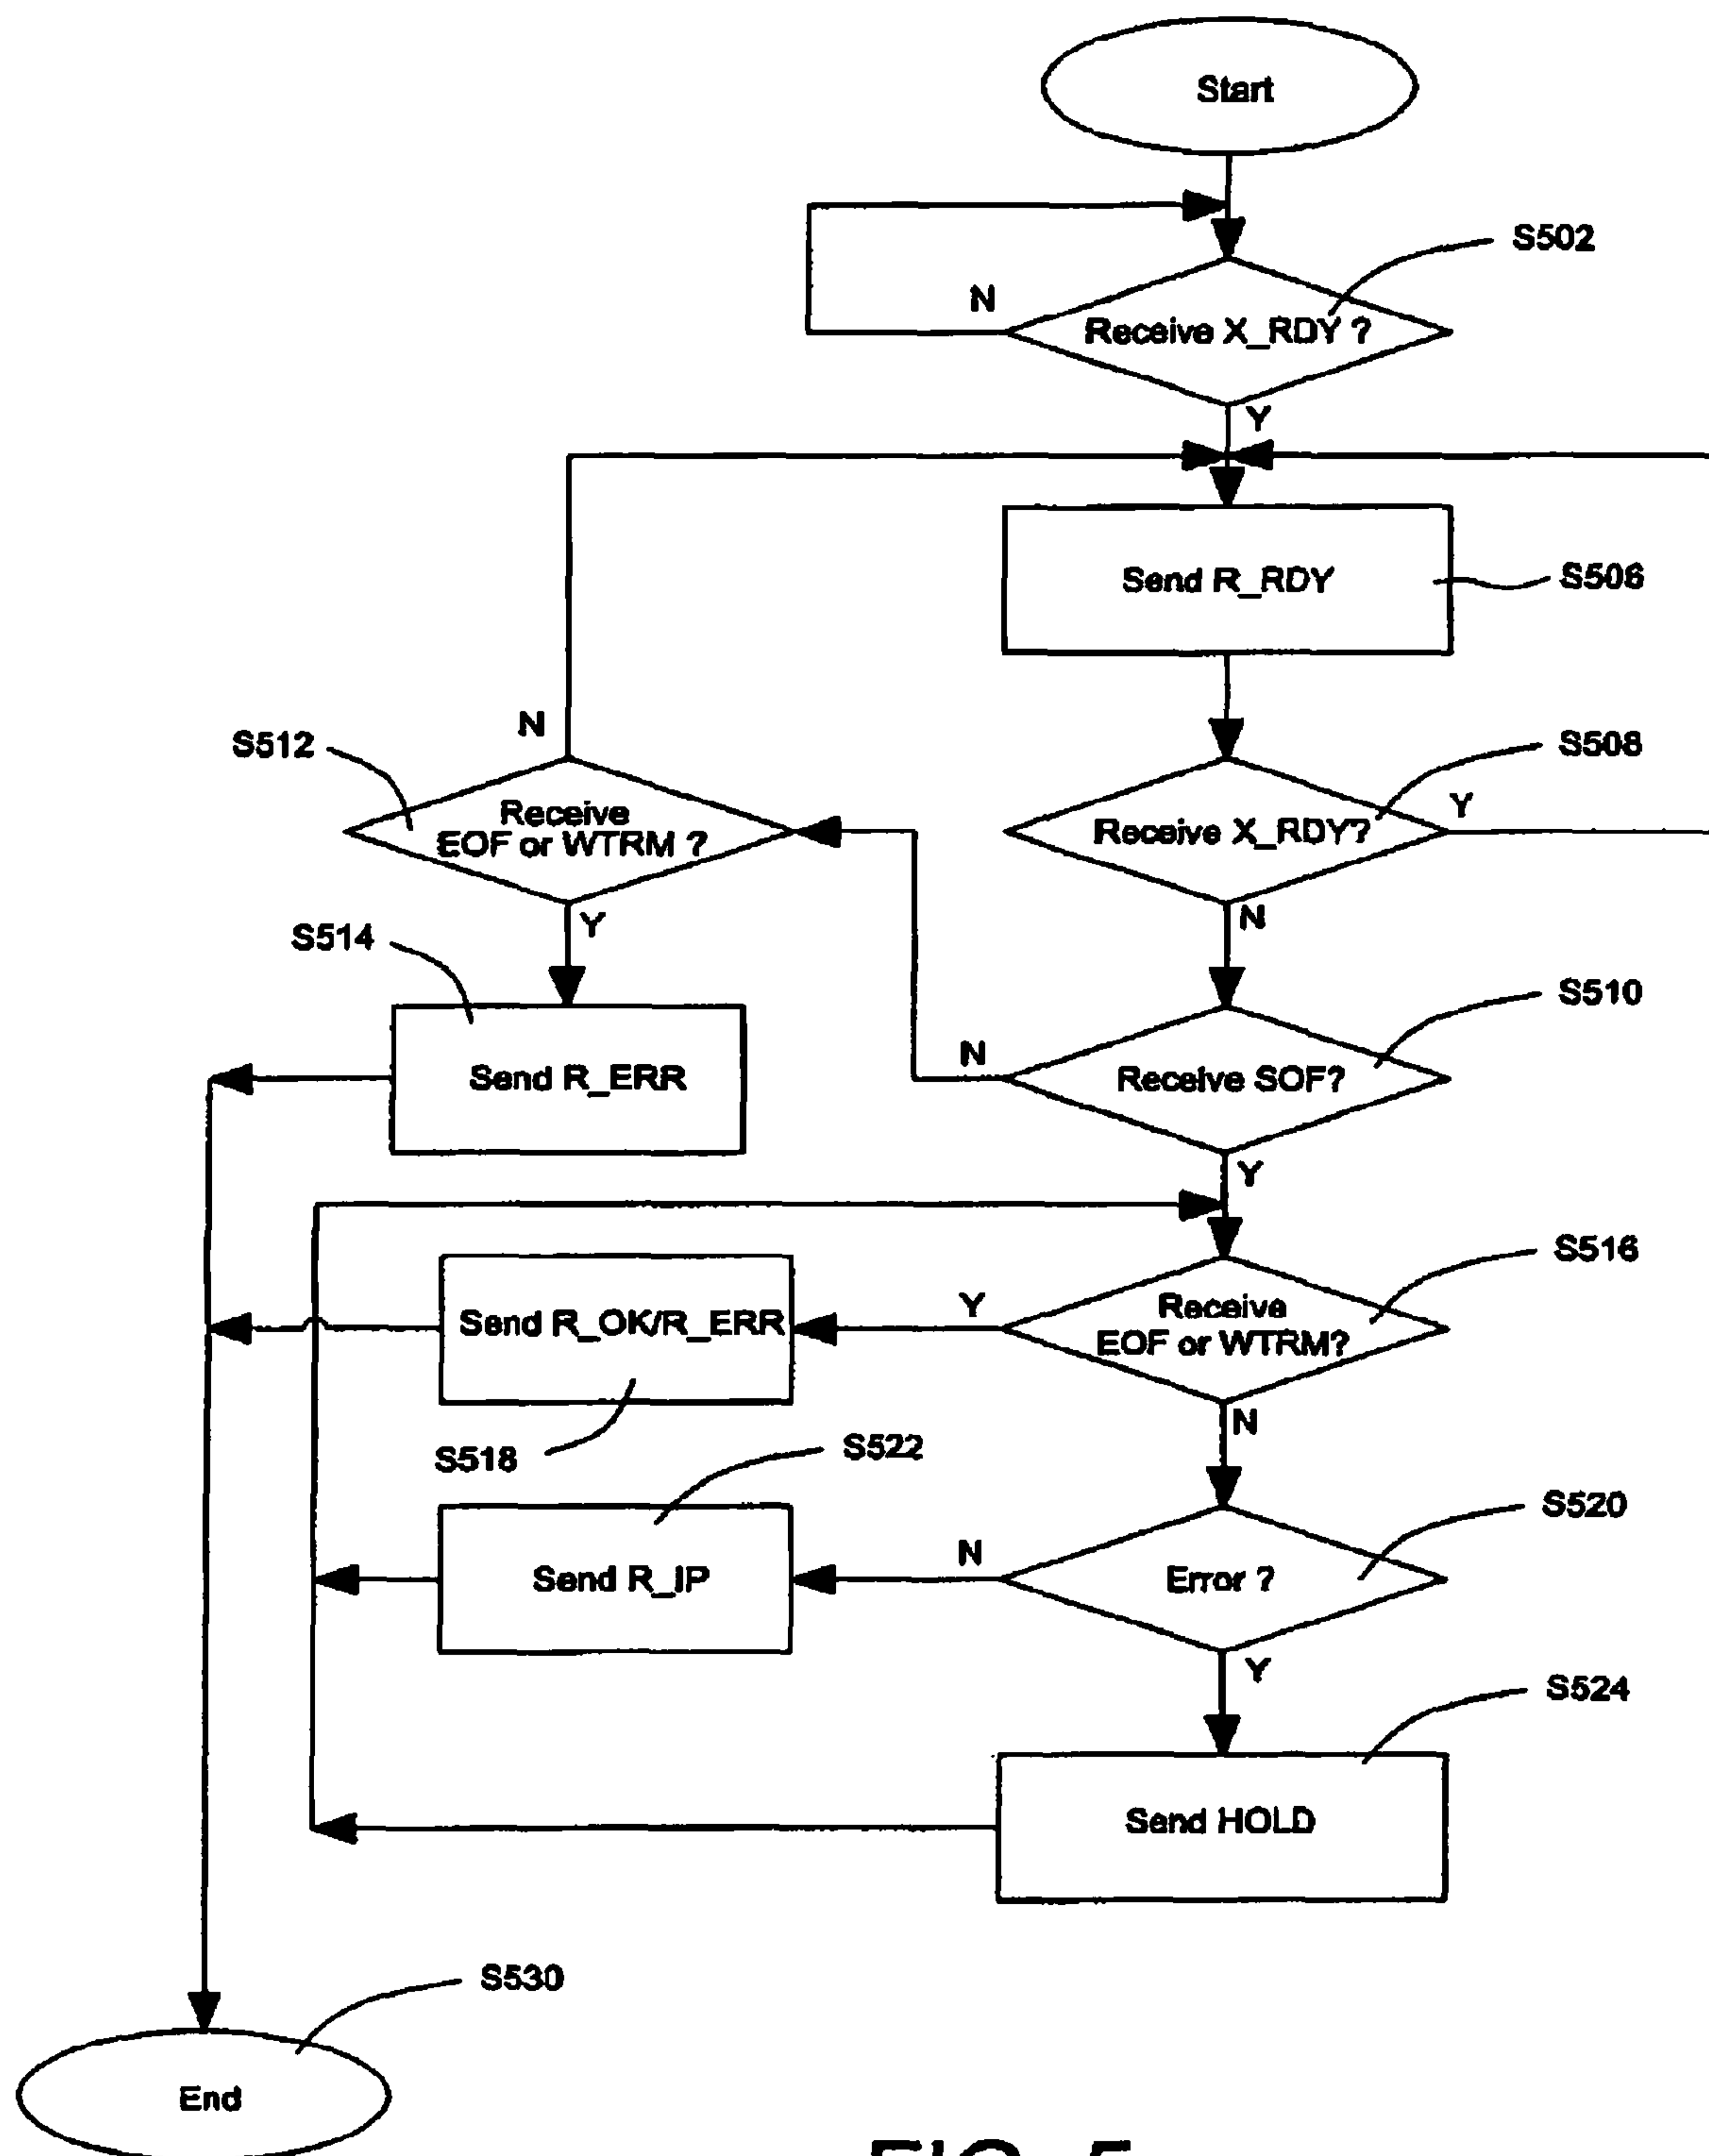 Start
S502
N
Receive X_RDY ?
Y
Send R_RDY
S506
N
S512
S508
Receive
EOF or WTRM ?
Receive X_RDY?
Y
Y
N
S514
S510
Send R_ERR
N
Receive SOF?
Y
S516
Send R_OK/R_ERR
Y
Receive
EOF or WTRM?
N
S518
S522
S520
Send R_IP
N
Error ?
Y
S524
Send HOLD
S530
End
FIG. 5